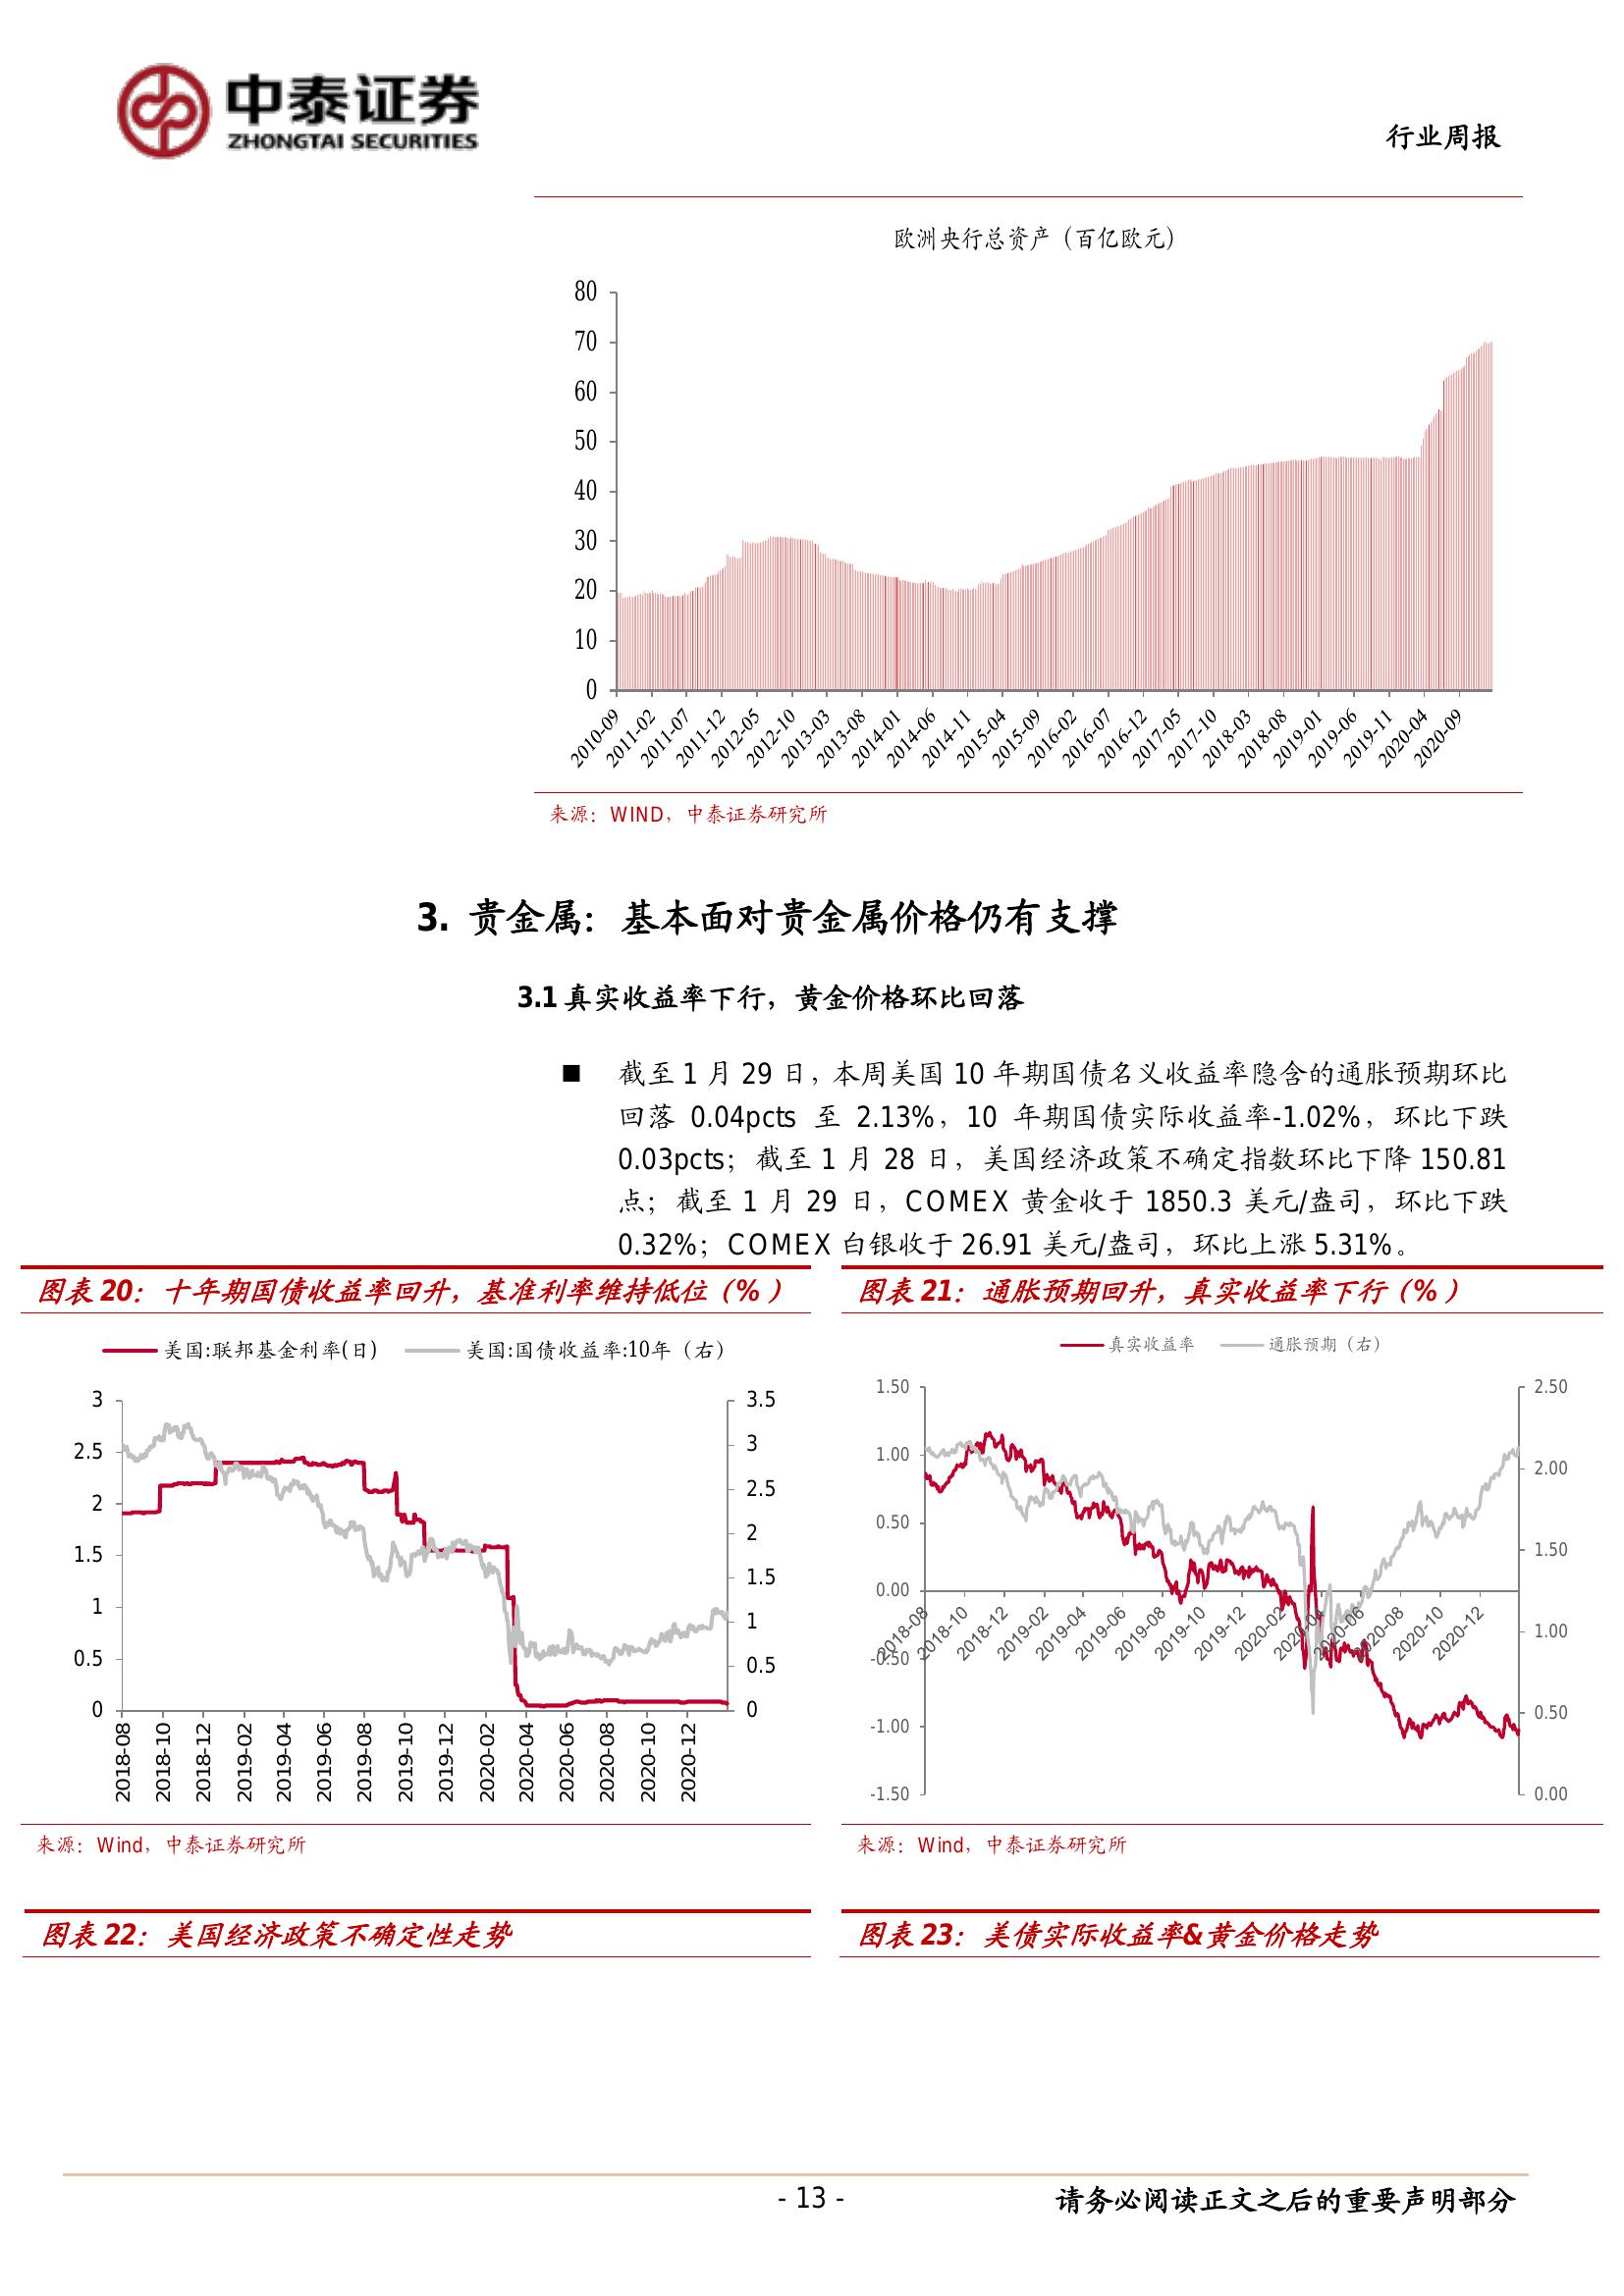 中泰证券
ZHONGTAI SECURITIES
行业周报
欧洲央行总资产（百亿欧元）
80
70
60
50
40
30
20
10
0
2010-09 2011-02 2011-07 2011-12 2012-05 2012-10 2013-03 2013-08 2014-01 2014-06 2014-11 2015-04 2015-09 2016-02 2016-07 2016-12 2017-05 2017-10 2018-03 2018-08 2019-01 2019-06 2019-11 2020-04 2020-09
来源：WIND，中泰证券研究所
3. 贵金属：基本面对贵金属价格仍有支撑
3.1 真实收益率下行，黄金价格环比回落
■ 截至 1 月 29 日，本周美国 10 年期国债名义收益率隐含的通胀预期环比
回落 0.04pcts 至 2.13%，10 年期国债实际收益率-1.02%，环比下跌
0.03pcts；截至 1 月 28 日，美国经济政策不确定指数环比下降 150.81
点；截至 1 月 29 日，COMEX 黄金收于 1850.3 美元/盎司，环比下跌
0.32%；COMEX 白银收于 26.91 美元/盎司，环比上涨 5.31%。
图表 20：十年期国债收益率回升，基准利率维持低位（%）
美国:联邦基金利率(日) 美国:国债收益率:10年（右）
3 3.5
2.5 3
2 2.5
1.5 2
1 1.5
0.5 1
0 0.5
0
2018-08 2018-10 2018-12 2019-02 2019-04 2019-06 2019-08 2019-10 2019-12 2020-02 2020-04 2020-06 2020-08 2020-10 2020-12
来源：Wind，中泰证券研究所
图表 21：通胀预期回升，真实收益率下行（%）
真实收益率 通胀预期（右）
1.50 2.50
1.00 2.00
0.50 1.50
0.00 1.00
-0.50 0.50
-1.00 0.00
-1.50
2018-08 2018-10 2018-12 2019-02 2019-04 2019-06 2019-08 2019-10 2019-12 2020-02 2020-04 2020-06 2020-08 2020-10 2020-12
来源：Wind，中泰证券研究所
图表 22：美国经济政策不确定性走势
图表 23：美债实际收益率&黄金价格走势
- 13 -
请务必阅读正文之后的重要声明部分